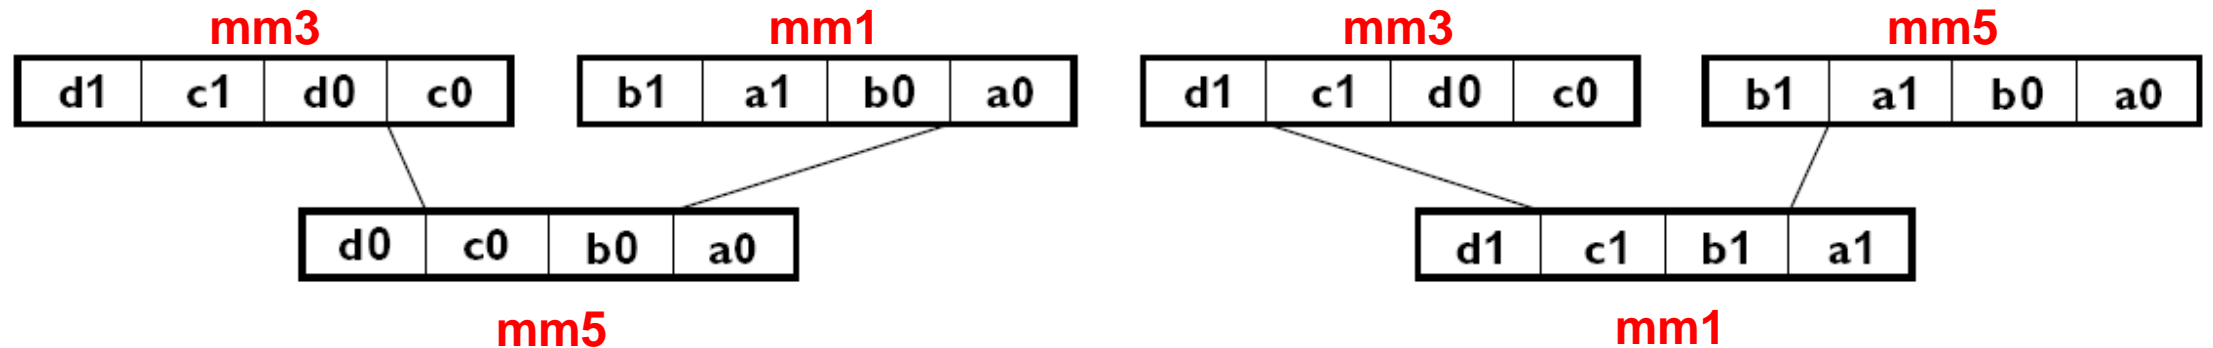 mm3 mm1 mm3 mm5
d1 c1 d0 c0 b1 a1 b0 a0 d1 c1 d0 c0 b1 a1 b0 a0
d0 c0 b0 a0 d1 c1 b1 a1
mm5 mm1